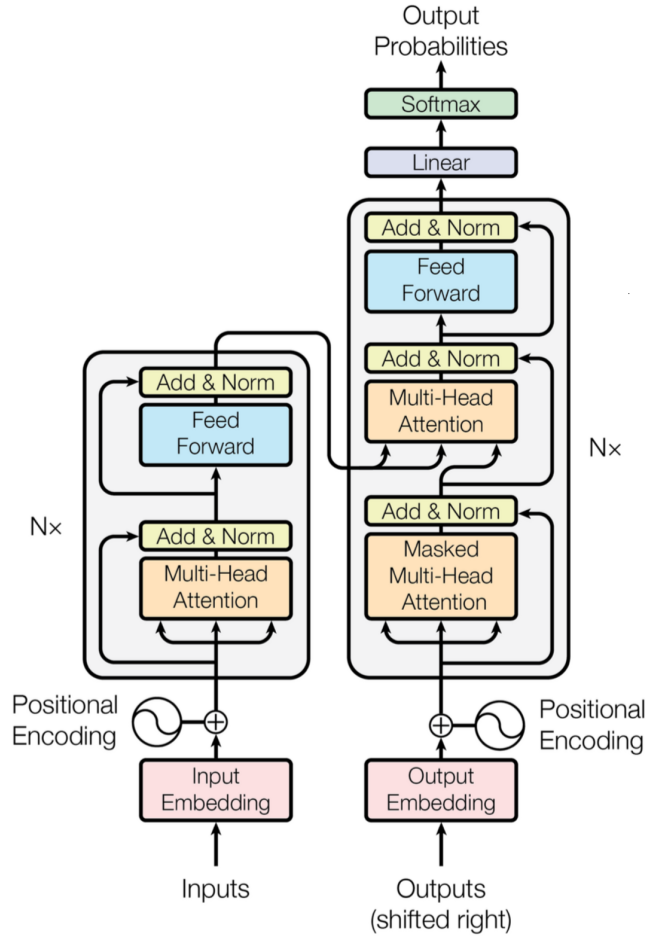 Output
Probabilities
Softmax
Linear
Add & Norm
Feed
Forward
Add & Norm
Multi-Head
Attention
Add & Norm
Masked
Multi-Head
Attention
N×
Positional
Encoding
Output
Embedding
Outputs
(shifted right)
Add & Norm
Feed
Forward
Add & Norm
Multi-Head
Attention
N×
Positional
Encoding
Input
Embedding
Inputs